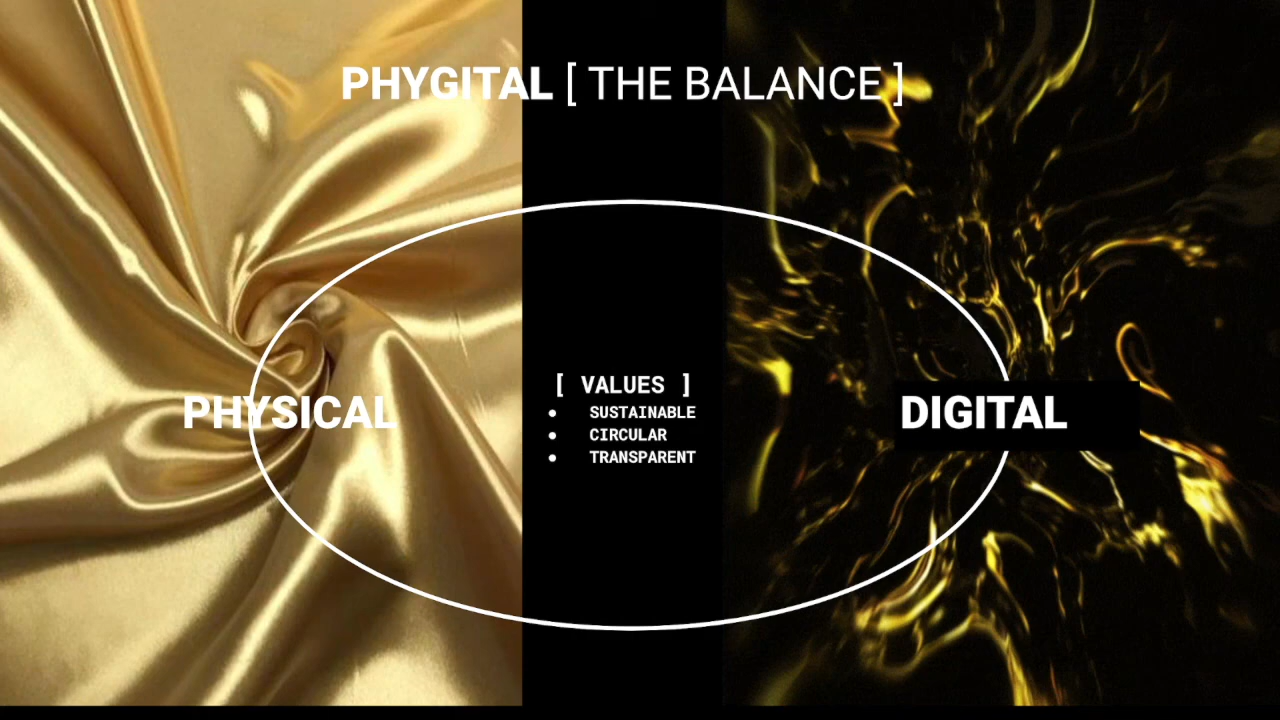 PHYGITAL [ THE BALANCE ]
PHYSICAL
[ VALUES ]
• SUSTAINABLE
• CIRCULAR
• TRANSPARENT
DIGITAL